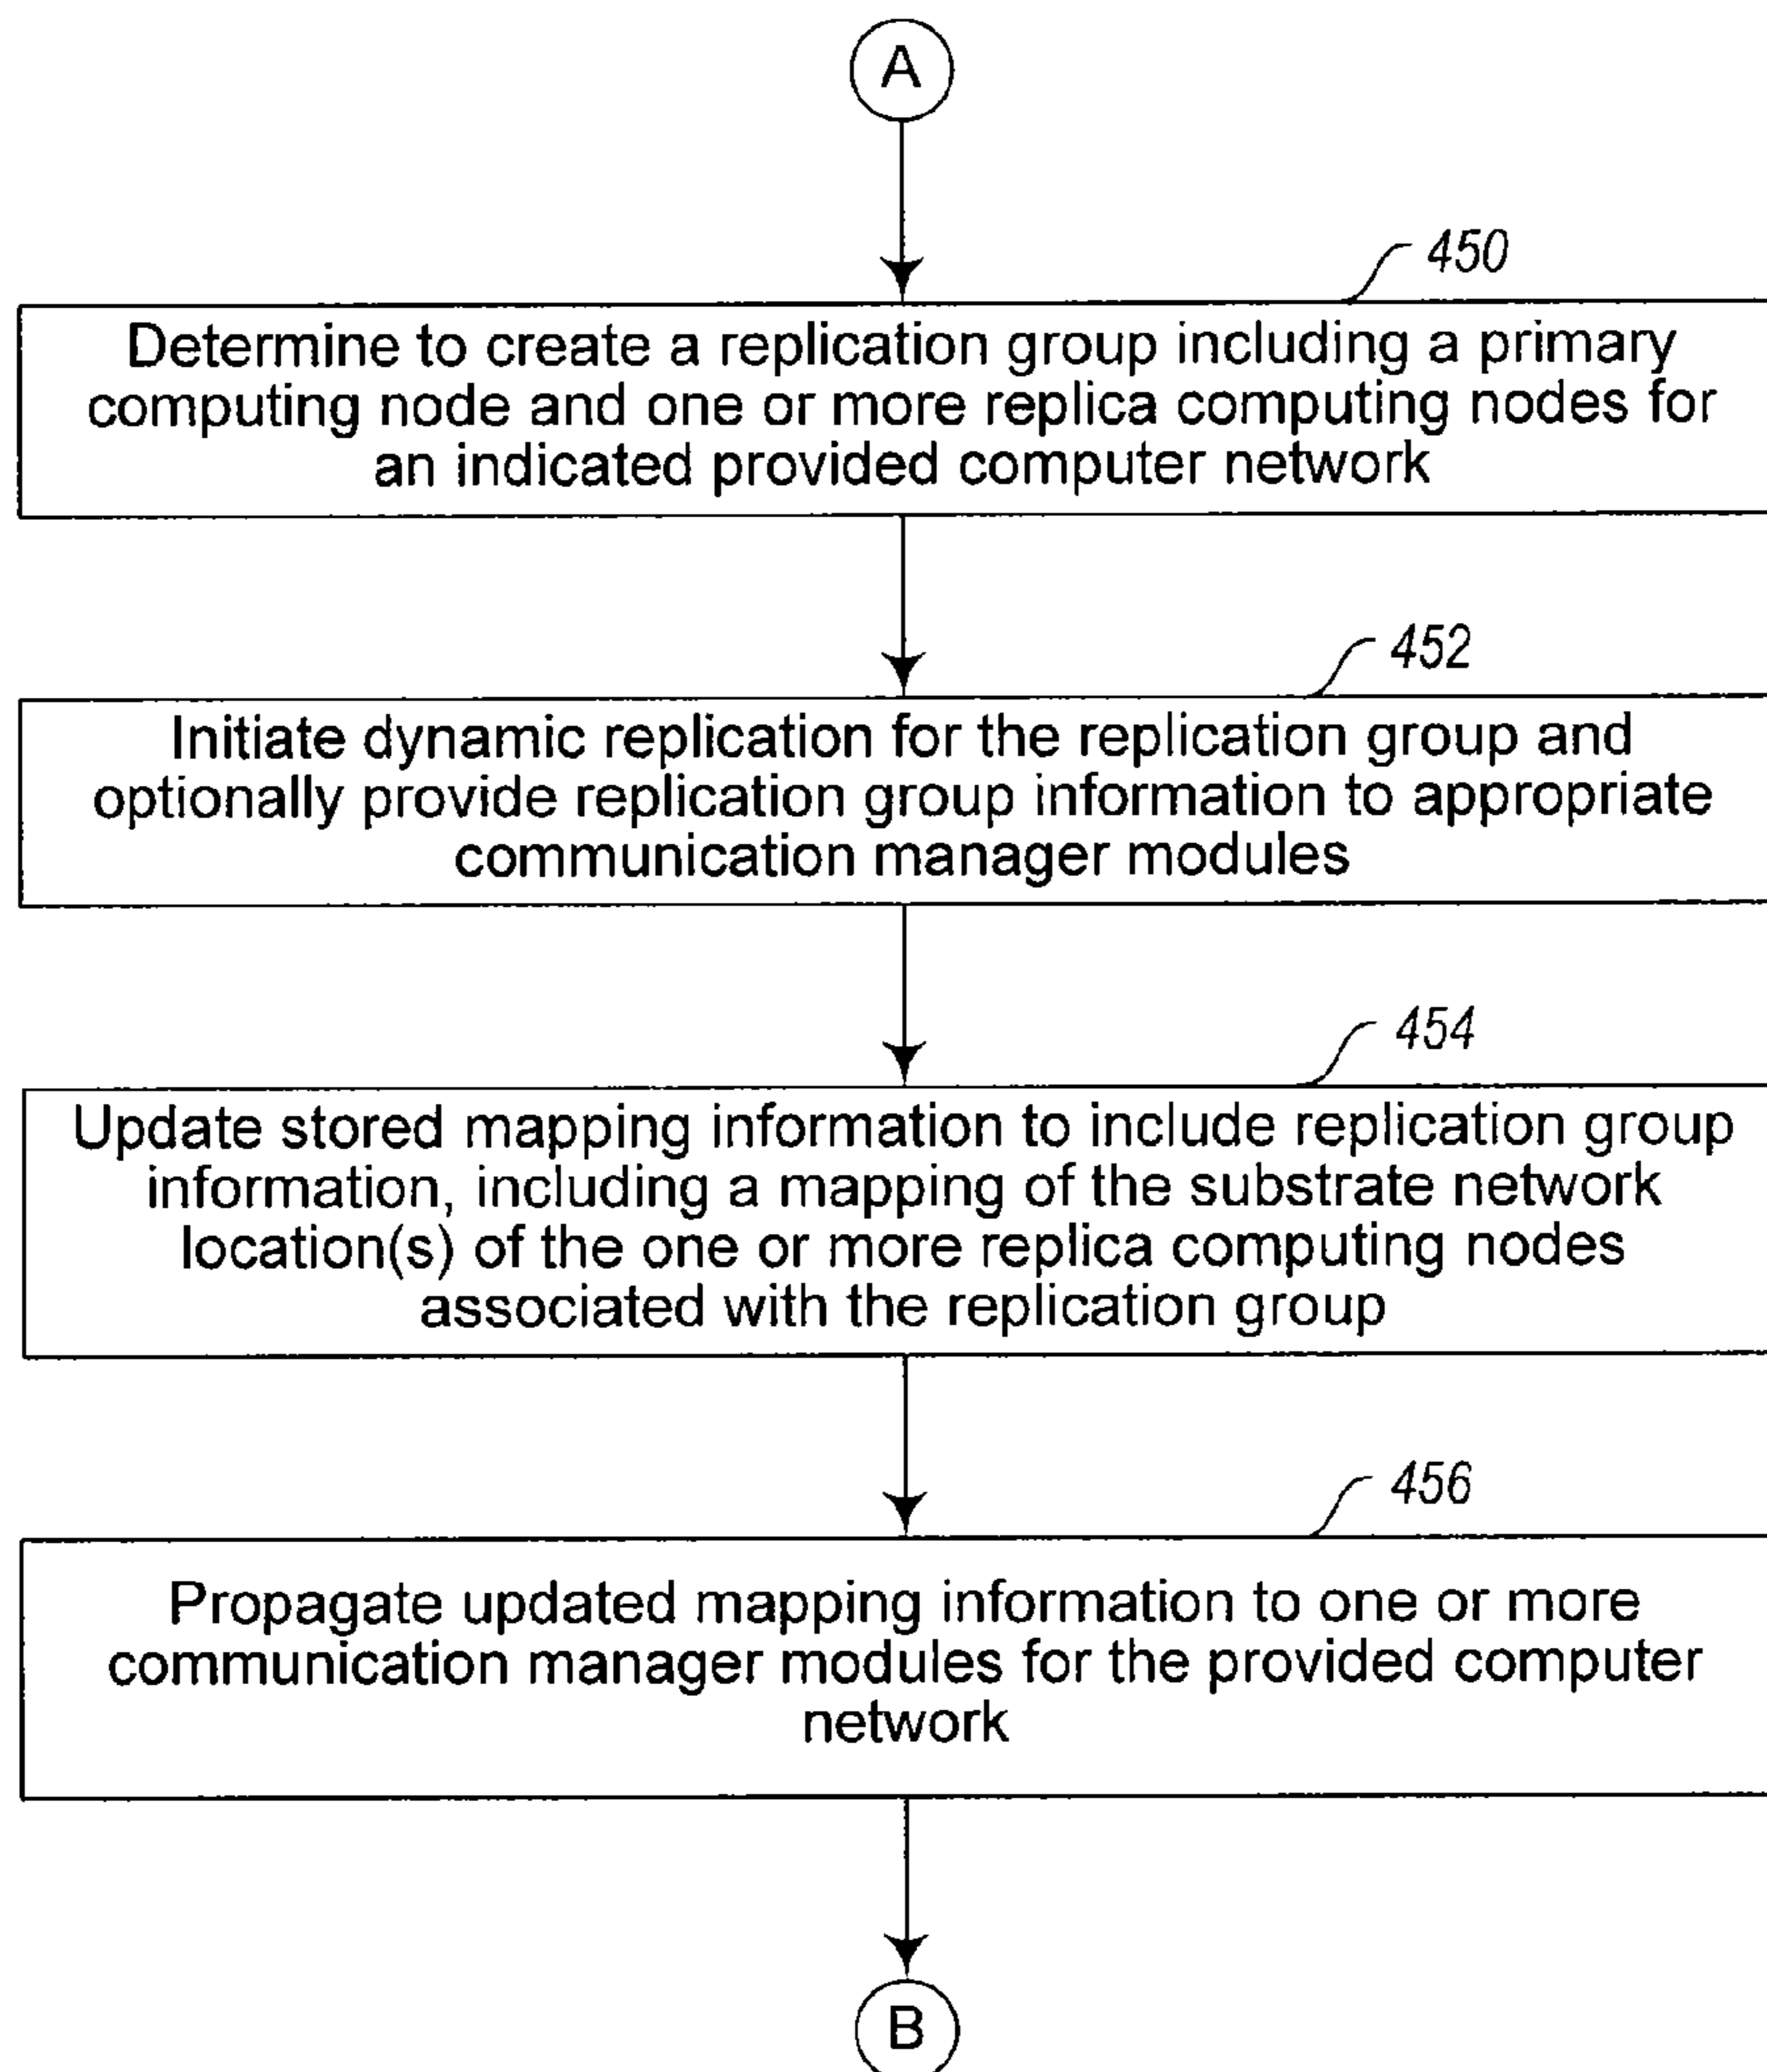 A
450
Determine to create a replication group including a primary
computing node and one or more replica computing nodes for
an indicated provided computer network
452
Initiate dynamic replication for the replication group and
optionally provide replication group information to appropriate
communication manager modules
454
Update stored mapping information to include replication group
information, including a mapping of the substrate network
location(s) of the one or more replica computing nodes
associated with the replication group
456
Propagate updated mapping information to one or more
communication manager modules for the provided computer
network
B